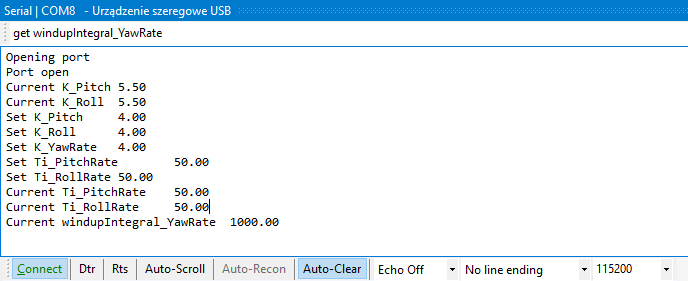 Serial | COM8 - Urządzenie szeregowe USB
get windupIntegral_YawRate
Opening port
Port open
Current K_Pitch 5.50
Current K_Roll 5.50
Set K_Pitch 4.00
Set K_Roll 4.00
Set K_YawRate 4.00
Set Ti_PitchRate 50.00
Set Ti_RollRate 50.00
Current Ti_PitchRate 50.00
Current Ti_RollRate 50.00
Current windupIntegral_YawRate 1000.00
Connect Dtr Rts Auto-Scroll Auto-Recon Auto-Clear Echo Off No line ending 115200